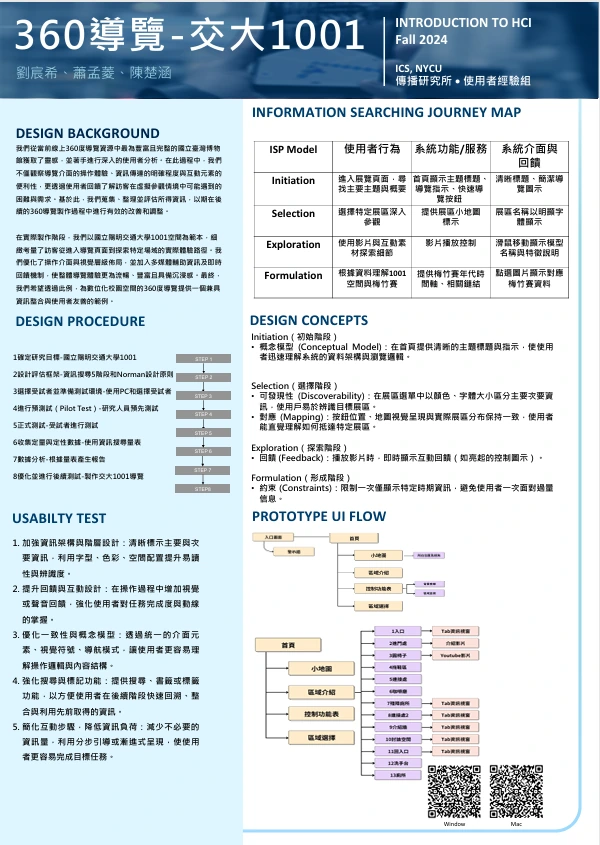 360導覽-交大1001
劉宸希、蕭孟菱、陳楚涵
INTRODUCTION TO HCI
Fall 2024
ICS, NYCU
傳播研究所 • 使用者經驗組
DESIGN BACKGROUND
我們從當前線上360度導覽資源中最為豐富且完整的國立臺灣博物
館獲取了靈感，並著手進行深入的使用者分析。在此過程中，我們
不僅觀察導覽介面的操作體驗、資訊傳達的明確程度與互動元素的
便利性，更透過使用者回饋了解訪客在虛擬參觀情境中可能遇到的
困難與需求。基於此，我們蒐集、整理並評估所得資訊，以期在後
續的360導覽製作過程中進行有效的改善和調整。
在實際製作階段，我們以國立陽明交通大學1001空間為範本，細
緻考量了訪客從進入導覽頁面到探索特定場域的實際體驗路徑。我
們優化了操作介面與視覺層級佈局，並加入多媒體輔助資訊及即時
回饋機制，使整體導覽體驗更為流暢、豐富且具備沉浸感。最終，
我們希望透過此例，為數位化校園空間的360度導覽提供一個兼具
資訊整合與使用者友善的範例。
DESIGN PROCEDURE
1確定研究目標-國立陽明交通大學1001
2設計評估框架-資訊搜尋5階段和Norman設計原則
3選擇受試者並準備測試環境-使用PC和選擇受試者
4進行預測試（Pilot Test）-研究人員預先測試
5正式測試-受試者進行測試
6收集定量與定性數據-使用資訊搜尋量表
7數據分析-根據量表產生報告
8優化並進行後續測試-製作交大1001導覽
STEP 1
STEP 2
STEP 3
STEP 4
STEP 5
STEP 6
STEP 7
STEP8
USABILTY TEST
1. 加強資訊架構與階層設計：清晰標示主要與次
要資訊，利用字型、色彩、空間配置提升易讀
性與辨識度。
2. 提升回饋與互動設計：在操作過程中增加視覺
或聲音回饋，強化使用者對任務完成度與動線
的掌握。
3. 優化一致性與概念模型：透過統一的介面元
素、視覺符號、導航模式，讓使用者更容易理
解操作邏輯與內容結構。
4. 強化搜尋與標記功能：提供搜尋、書籤或標籤
功能，以方便使用者在後續階段快速回溯、整
合與利用先前取得的資訊。
5. 簡化互動步驟，降低資訊負荷：減少不必要的
資訊量，利用分步引導或漸進式呈現，使使用
者更容易完成目標任務。
INFORMATION SEARCHING JOURNEY MAP
ISP Model 使用者行為 系統功能/服務 系統介面與
回饋
Initiation 進入展覽頁面，尋
找主要主題與概要 首頁顯示主題標題、
導覽指示、快速導
覽按鈕 清晰標題、簡潔導
覽圖示
Selection 選擇特定展區深入
參觀 提供展區小地圖
標示 展區名稱以明顯字
體顯示
Exploration 使用影片與互動素
材探索細節 影片播放控制 滑鼠移動顯示模型
名稱與特徵說明
Formulation 根據資料理解1001
空間與梅竹賽 提供梅竹賽年代時
間軸、相關鏈結 點選圖片顯示對應
梅竹賽資料
DESIGN CONCEPTS
Initiation（初始階段）
• 概念模型 (Conceptual Model)：在首頁提供清晰的主題標題與指示，使使用
者迅速理解系統的資料架構與瀏覽邏輯。
Selection（選擇階段）
• 可發現性 (Discoverability)：在展區選單中以顏色、字體大小區分主要次要資
訊，使用戶易於辨識目標展區。
• 對應 (Mapping)：按鈕位置、地圖視覺呈現與實際展區分布保持一致，使用者
能直覺理解如何抵達特定展區。
Exploration（探索階段）
• 回饋 (Feedback)：播放影片時，即時顯示互動回饋（如亮起的控制圖示）。
Formulation（形成階段）
• 約束 (Constraints)：限制一次僅顯示特定時期資訊，避免使用者一次面對過量
信息。
PROTOTYPE UI FLOW
入口畫面
首頁
小地圖
區域介紹
控制功能表
區域選擇
首頁
小地圖
區域介紹
控制功能表
區域選擇
1入口 Tab資訊視窗
2捲門處 介紹影片
3圓椅子 Youtube影片
4挑戰區
5連接處
6咖啡廳
7種類廁所 Tab資訊視窗
8連接處2 Tab資訊視窗
9介紹牆 Tab資訊視窗
10討論空間 Tab資訊視窗
11回入口 Tab資訊視窗
12洗手台
13廁所
Window
Mac